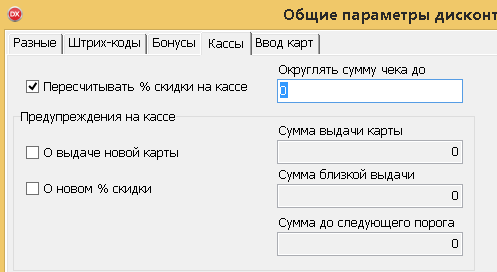 DX Общие параметры дисконт
Разные Штрих-коды Бонусы Кассы Ввод карт
Округлять сумму чека до
Пересчитывать % скидки на кассе 0
Предупреждения на кассе
Сумма выдачи карты
О выдаче новой карты 0
Сумма близкой выдачи
О новом % скидки 0
Сумма до следующего порога
0